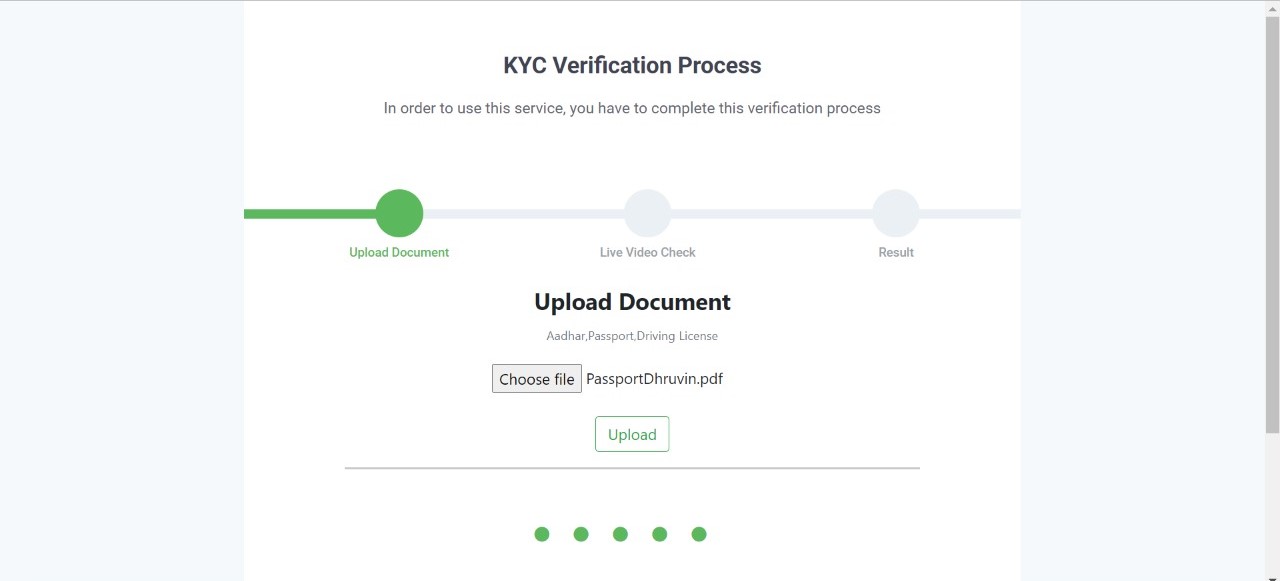 KYC Verification Process
In order to use this service, you have to complete this verification process
Upload Document
Live Video Check
Result
Upload Document
Aadhar,Passport,Driving License
Choose file PassportDhruvin.pdf
Upload